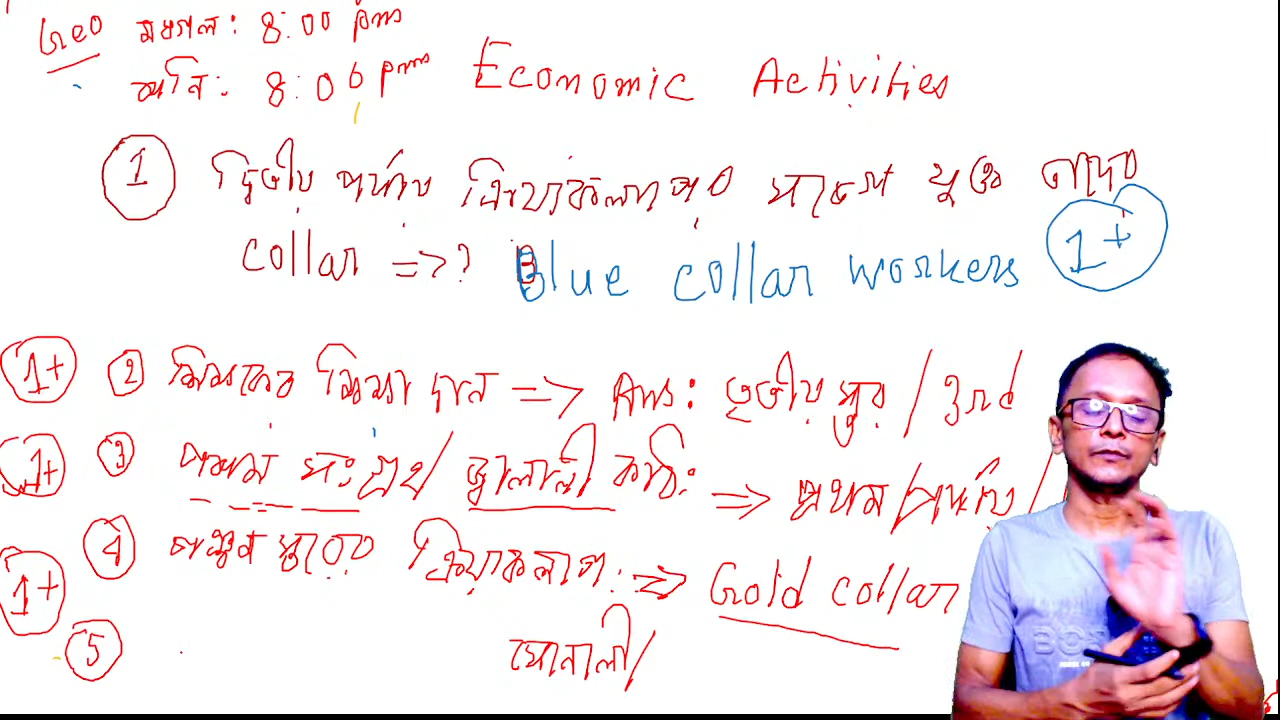 Geo মঙ্গল: 8:00 pm
শনি: 8:00 pm
Economic Activities
1 দ্বিতীয় পর্যায় ক্রিয়াকলাপের সঙ্গে যুক্ত তাদের
collar => ? Blue collar workers 1+
1+ 2 শিক্ষকের শিক্ষা দান => Ans: তৃতীয় স্তর / 3rd
1+ 3 সংগ্রহ / জ্বালানী => প্রথম / পর্যায় /
1+ 4 পঞ্চম স্তরের ক্রিয়াকলাপ: => Gold collar
5 সোনালী /